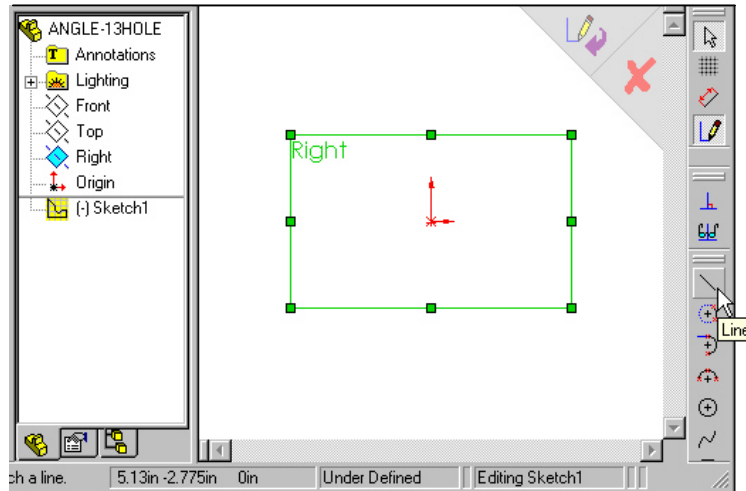 ANGLE-13HOLE
Annotations
Lighting
Front
Top
Right
Origin
(-) Sketch1
Right
Line
ch a line. 5.13in -2.775in 0in Under Defined Editing Sketch1